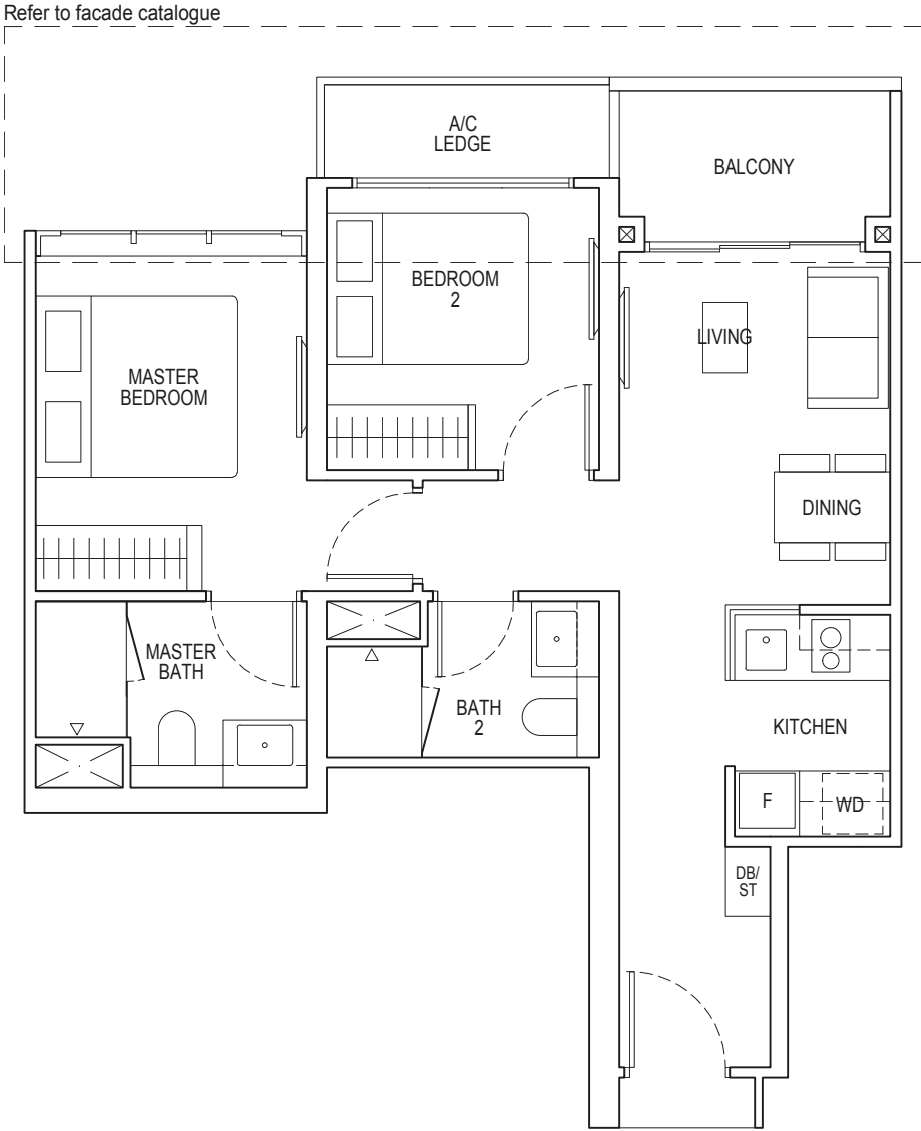 Refer to facade catalogue
A/C
LEDGE
BALCONY
BEDROOM
2
LIVING
MASTER
BEDROOM
DINING
MASTER
BATH
BATH
2
KITCHEN
F
WD
DB/
ST